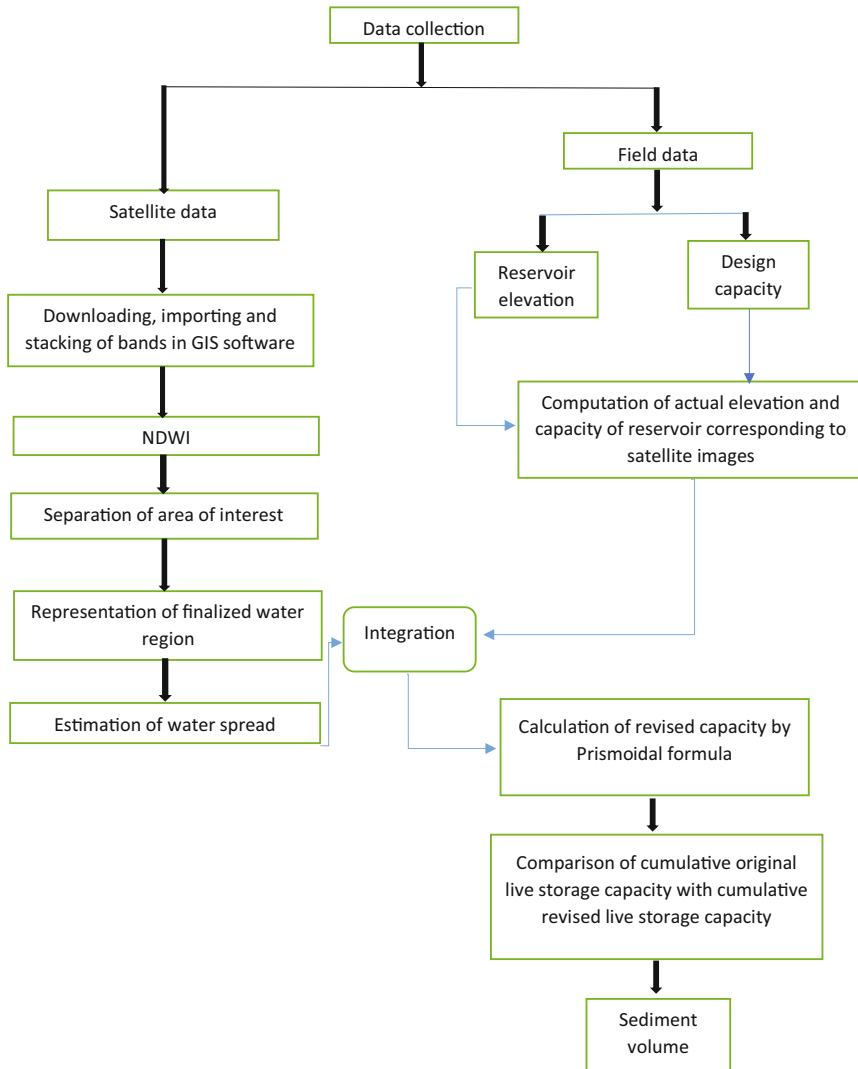 Data collection
Field data
Satellite data
Reservoir
elevation
Design
capacity
Downloading, importing and
stacking of bands in GIS software
Computation of actual elevation and
capacity of reservoir corresponding to
satellite images
NDWI
Separation of area of interest
Representation of finalized water
region
Integration
Estimation of water spread
Calculation of revised capacity by
Prismoidal formula
Comparison of cumulative original
live storage capacity with cumulative
revised live storage capacity
Sediment
volume